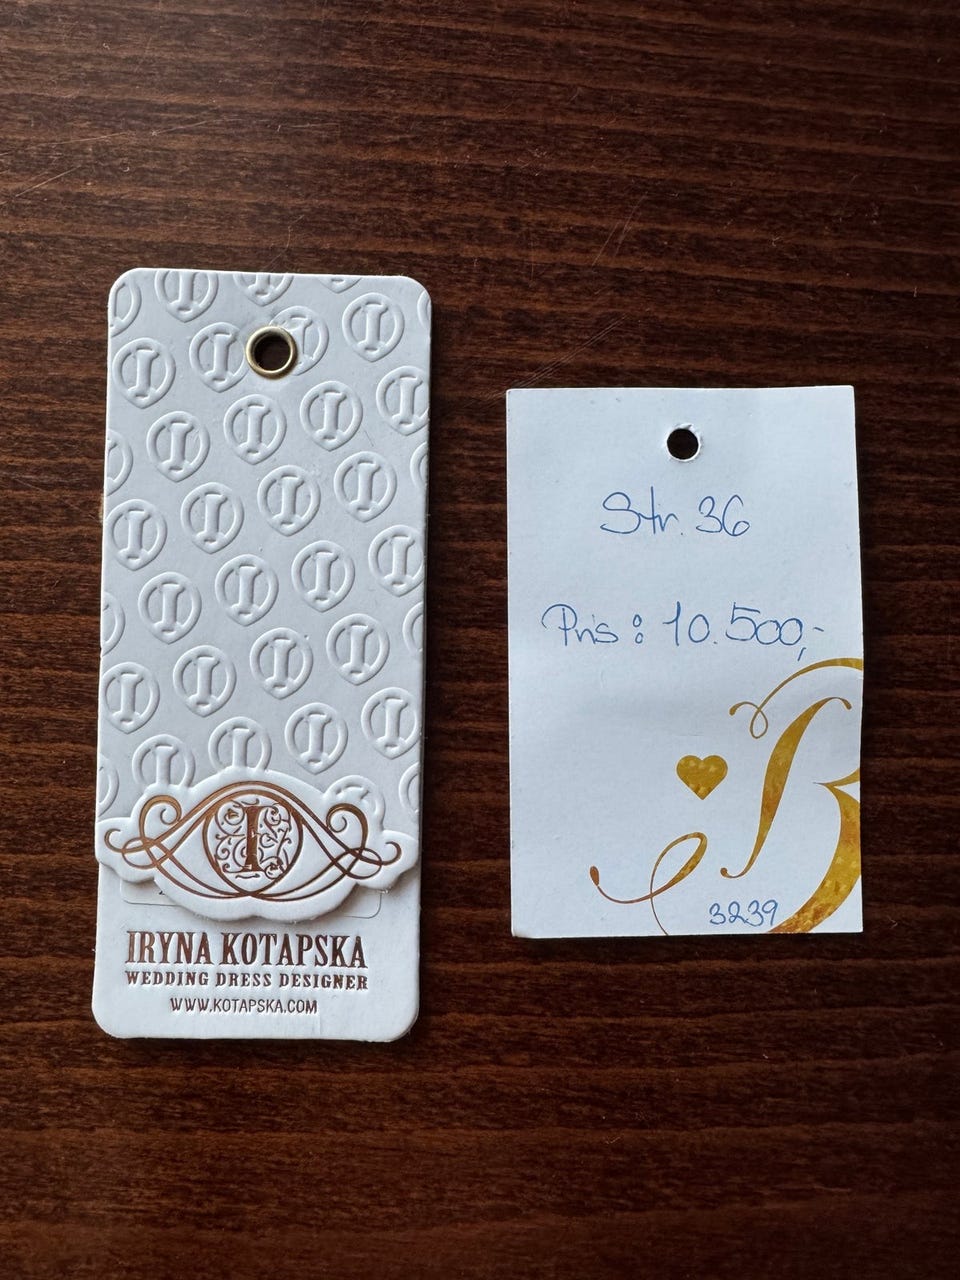 I
IRYNA KOTAPSKA
WEDDING DRESS DESIGNER
WWW.KOTAPSKA.COM
Str. 36
Pris: 10.500,-
B
3239